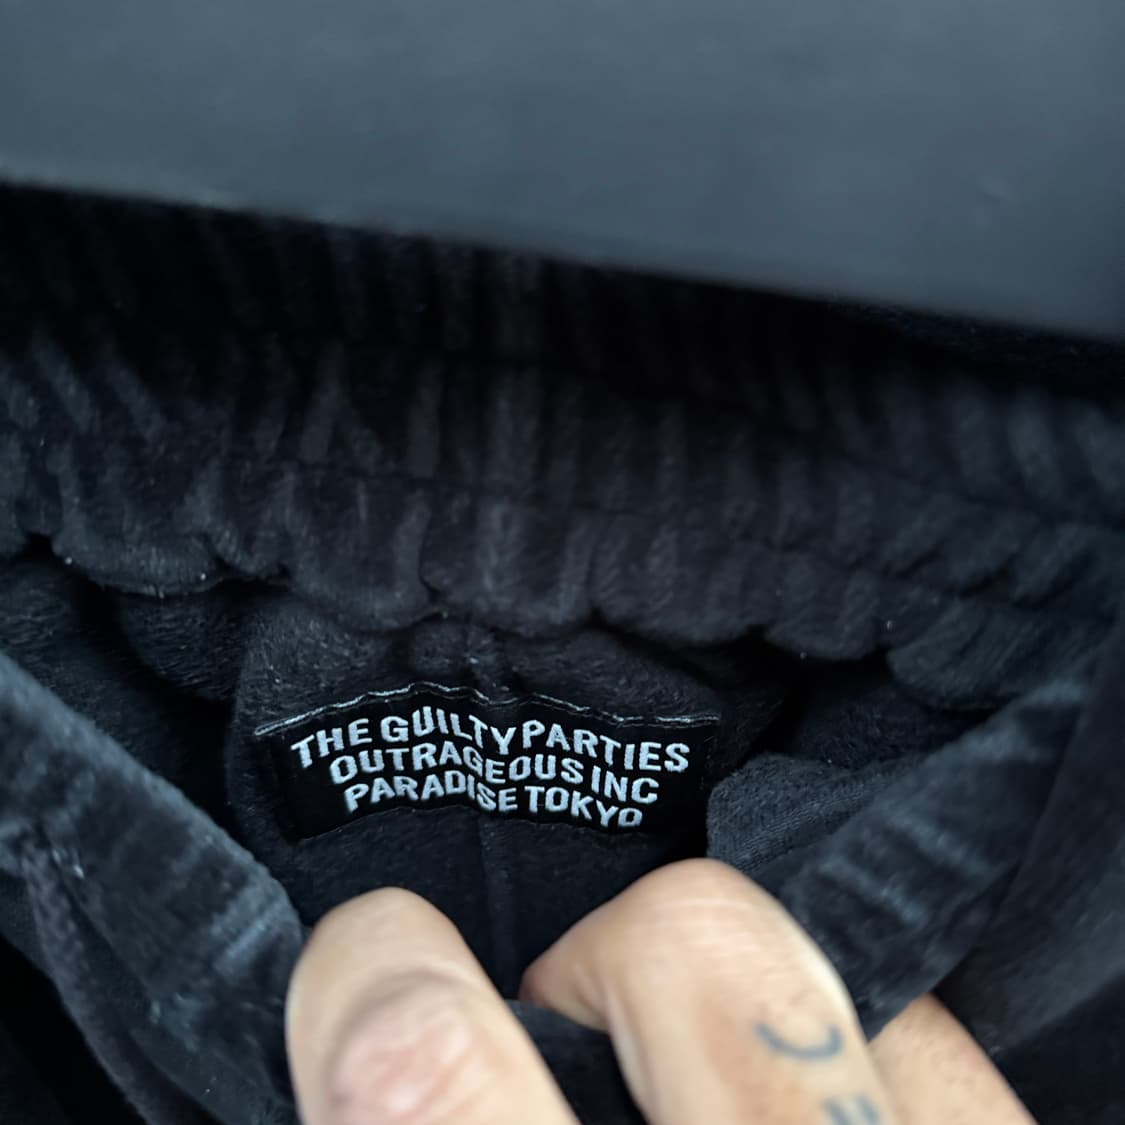 THE GUILTY PARTIES
OUTRAGEOUS INC
PARADISE TOKYO